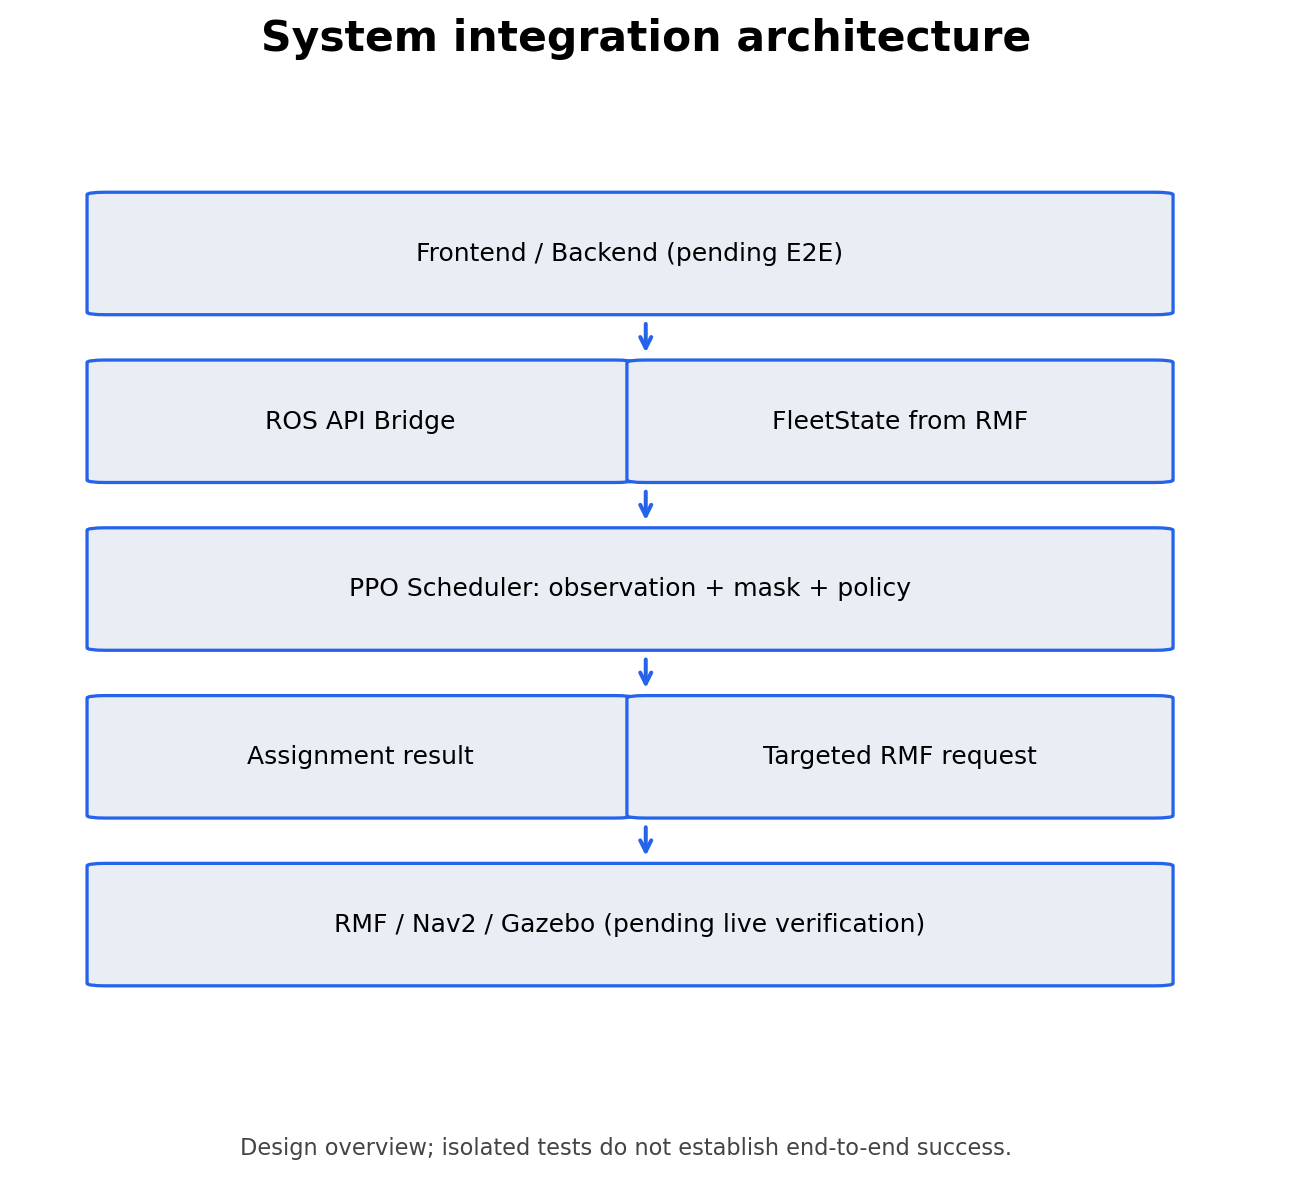 System integration architecture
Frontend / Backend (pending E2E)
ROS API Bridge
FleetState from RMF
PPO Scheduler: observation + mask + policy
Assignment result
Targeted RMF request
RMF / Nav2 / Gazebo (pending live verification)
Design overview; isolated tests do not establish end-to-end success.